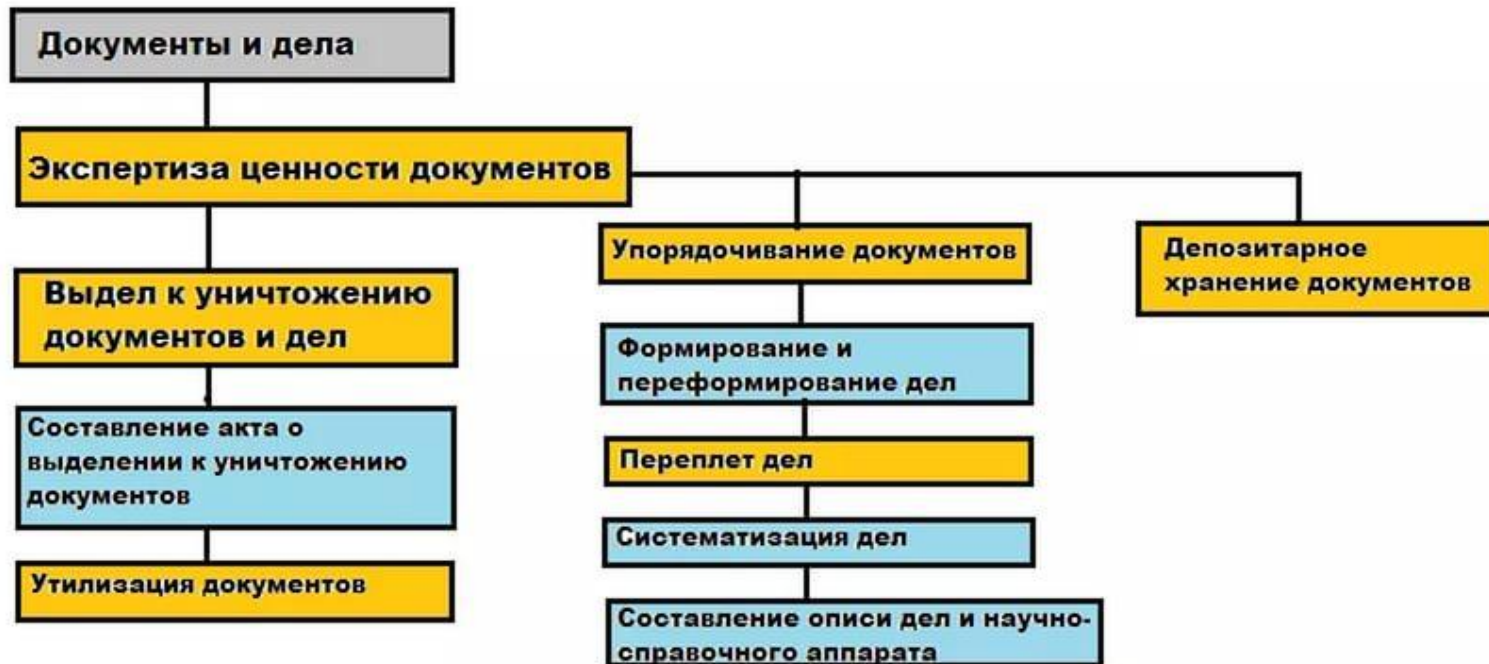 Документы и дела
Экспертиза ценности документов
Выдел к уничтожению
документов и дел
Составление акта о
выделении к уничтожению
документов
Утилизация документов
Упорядочивание документов
Формирование и
переформирование дел
Переплет дел
Систематизация дел
Составление описи дел и научно-
справочного аппарата
Депозитарное
хранение документов